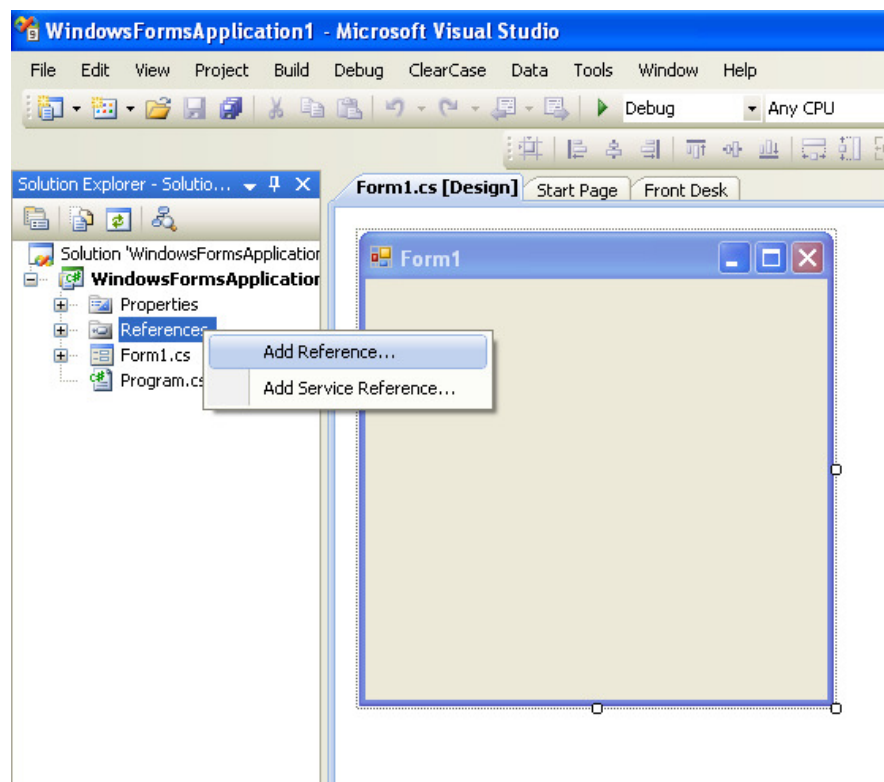 WindowsFormsApplication1 - Microsoft Visual Studio
File Edit View Project Build Debug ClearCase Data Tools Window Help
Debug Any CPU
Solution Explorer - Solutio...
Form1.cs [Design] Start Page Front Desk
Solution 'WindowsFormsApplication
WindowsFormsApplication
Properties
References
Form1.cs
Program.cs
Form1
Add Reference...
Add Service Reference...